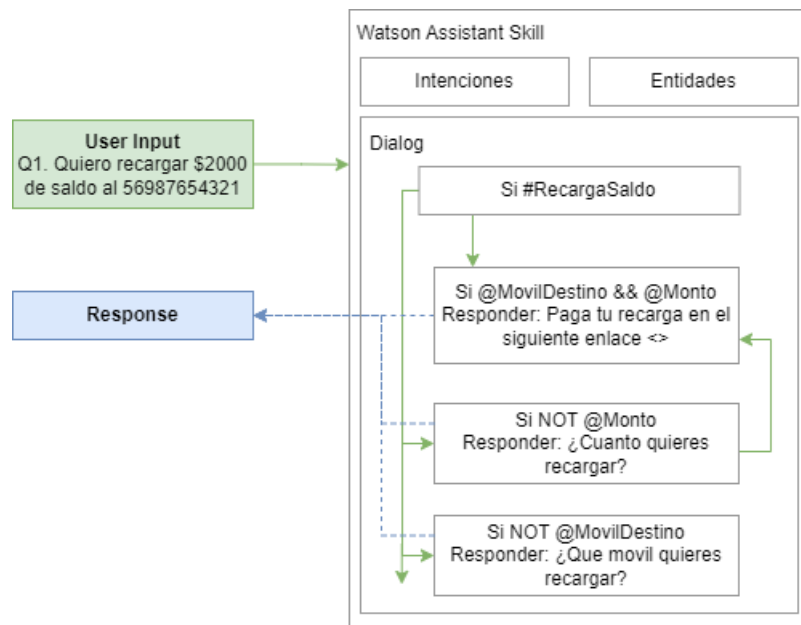 Watson Assistant Skill
Intenciones
Entidades
User Input
Q1. Quiero recargar $2000
de saldo al 56987654321
Dialog
Si #RecargaSaldo
Si @MovilDestino && @Monto
Responder: Paga tu recarga en el
siguiente enlace <>
Response
Si NOT @Monto
Responder: ¿Cuanto quieres
recargar?
Si NOT @MovilDestino
Responder: ¿Que movil quieres
recargar?